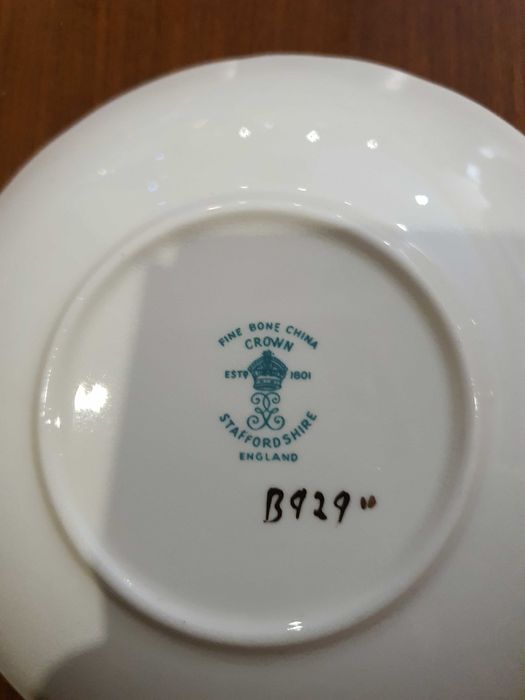 FINE BONE CHINA
CROWN
ESTD 1801
STAFFORDSHIRE
ENGLAND
B929"